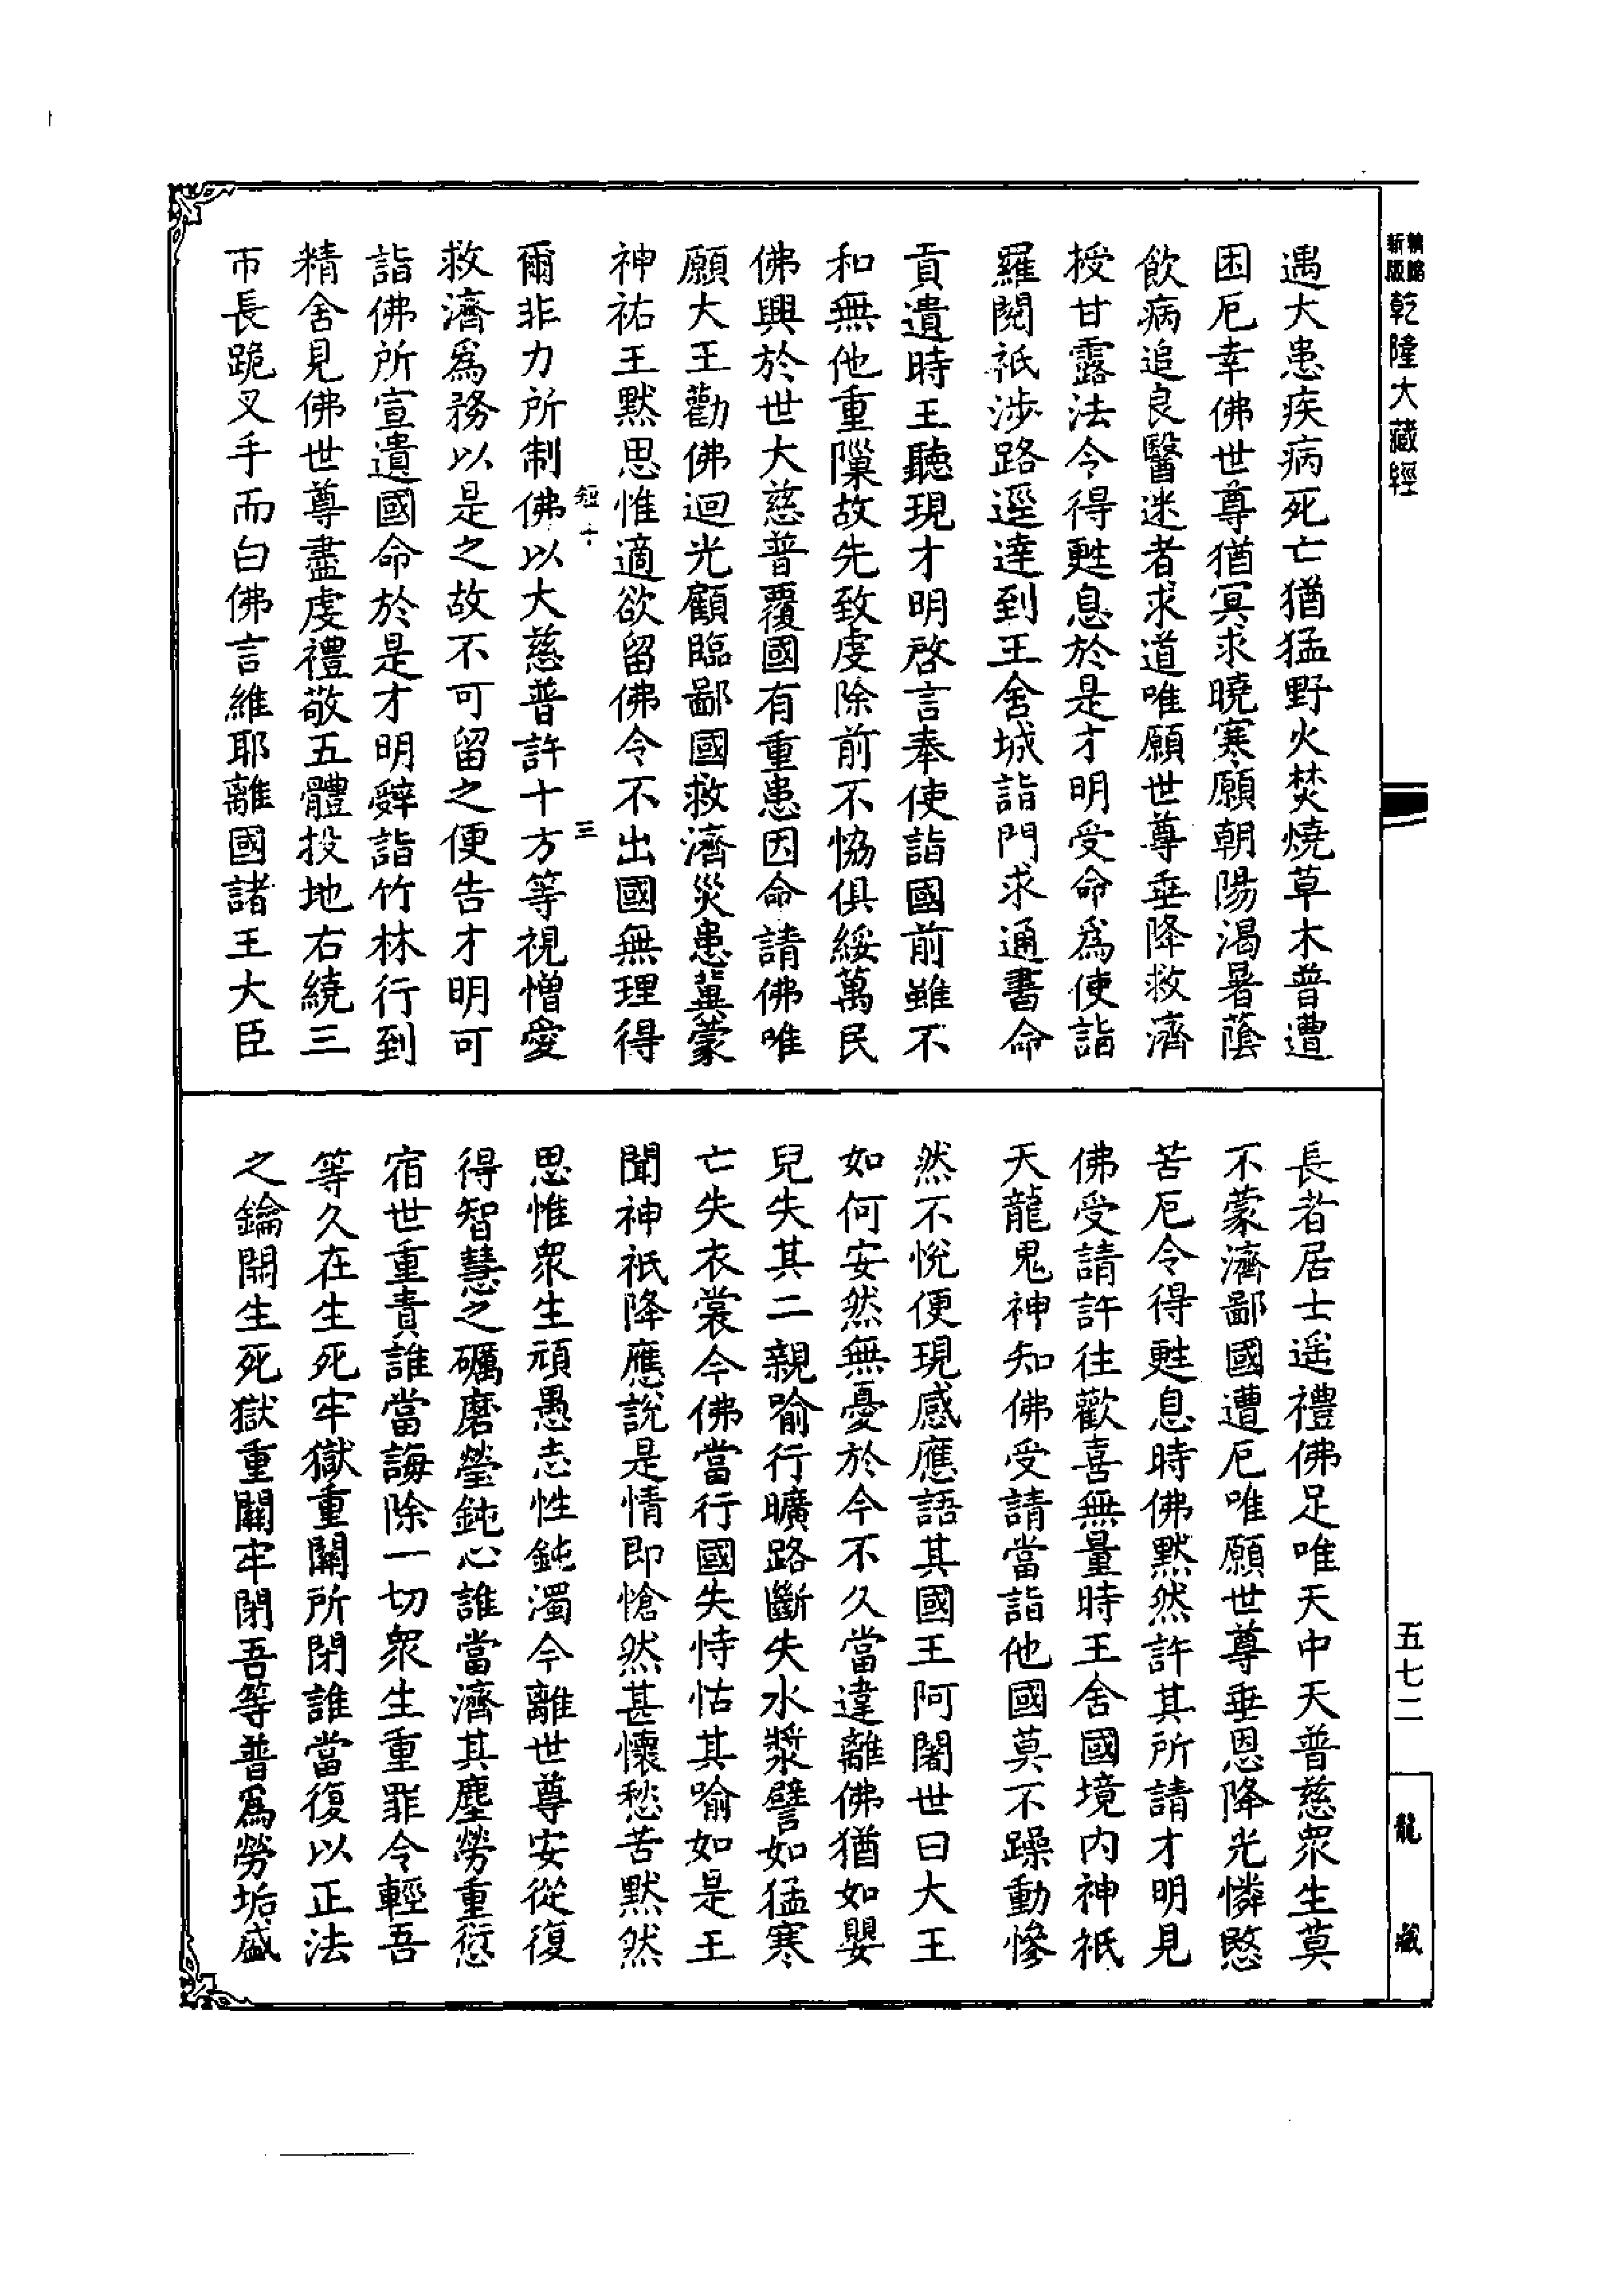 乾隆大藏經
遇大患疾病死亡猶猛野火焚燒草木普遭
困厄幸佛世尊猶冥求曉寒願朝陽渴暑蔭
飲病追良醫迷者求道唯願世尊垂降救濟
授甘露法令得甦息於是才明受命為使詣
羅閱祇涉路逕達到王舍城詣門求通書命
貢遺時王聽現才明啓言奉使詣國前雖不
和無他重隟故先致虔除前不恊俱綏萬民
佛興於世大慈普覆國有重患因命請佛唯
願大王勸佛迴光顧臨鄙國救濟災患冀蒙
神祐王默思惟適欲留佛令不出國無理得
短十
三
爾非力所制佛以大慈普許十方等視憎愛
救濟為務以是之故不可留之便告才明可
詣佛所宣遺國命於是才明辭詣竹林行到
精舍見佛世尊盡虔禮敬五體投地右繞三
帀長跪叉手而白佛言維耶離國諸王大臣
長者居士遥禮佛足唯天中天普慈眾生莫
不蒙濟鄙國遭厄唯願世尊垂恩降光憐愍
苦厄令得甦息時佛默然許其所請才明見
佛受請許往歡喜無量時王舍國境內神祇
天龍鬼神知佛受請當詣他國莫不躁動慘
然不悅便現感應語其國王阿闍世曰大王
如何安然無憂於今不久當違離佛猶如嬰
兒失其二親喻行曠路斷失水漿譬如猛寒
亡失衣裳今佛當行國失恃怙其喻如是王
聞神祇降應說是情即愴然甚懷愁苦默然
思惟眾生頑愚志性鈍濁今離世尊安從復
得智慧之礪磨瑩鈍心誰當濟其塵勞重愆
宿世重責誰當誨除一切眾生重罪令輕吾
等久在生死牢獄重關所閉誰當復以正法
之鑰開生死獄重關牢閉吾等普為勞垢盛
五七二
龍藏